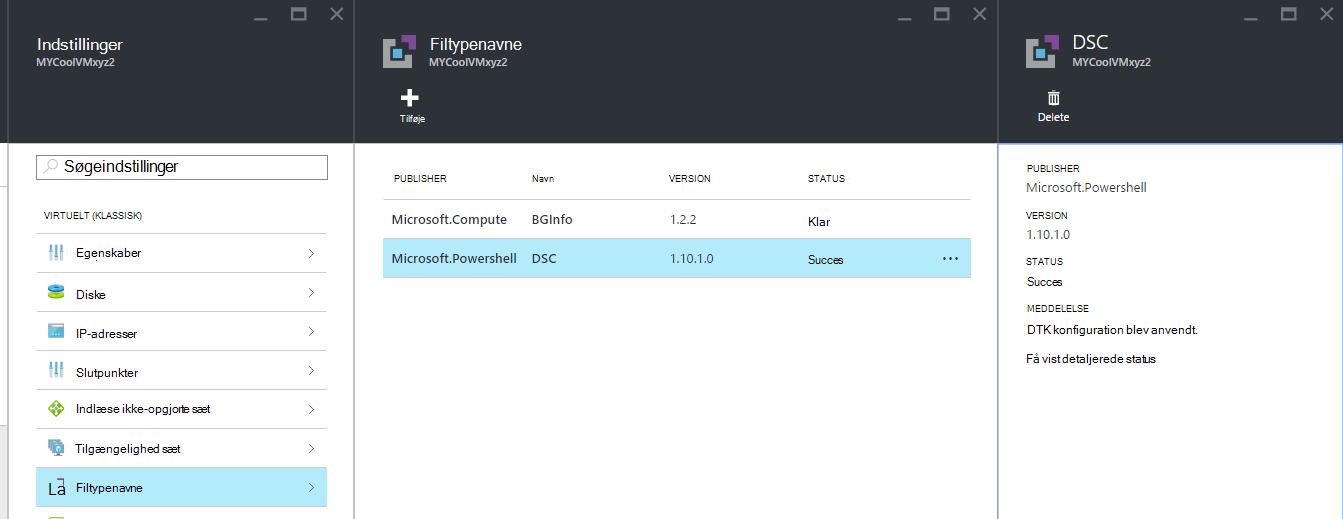 Indstillinger
MYCoolVMxyz2
Søgeindstillinger
VIRTUELT (KLASSISK)
Egenskaber
Diske
IP-adresser
Slutpunkter
Indlæse ikke-opgjorte sæt
Tilgængelighed sæt
La Filtypenavne
Filtypenavne
MYCoolVMxyz2
Tilføje
PUBLISHER Navn VERSION STATUS
Microsoft.Compute BGInfo 1.2.2 Klar
Microsoft.Powershell DSC 1.10.1.0 Succes ...
DSC
MYCoolVMxyz2
Delete
PUBLISHER
Microsoft.Powershell
VERSION
1.10.1.0
STATUS
Succes
MEDDELELSE
DTK konfiguration blev anvendt.
Få vist detaljerede status